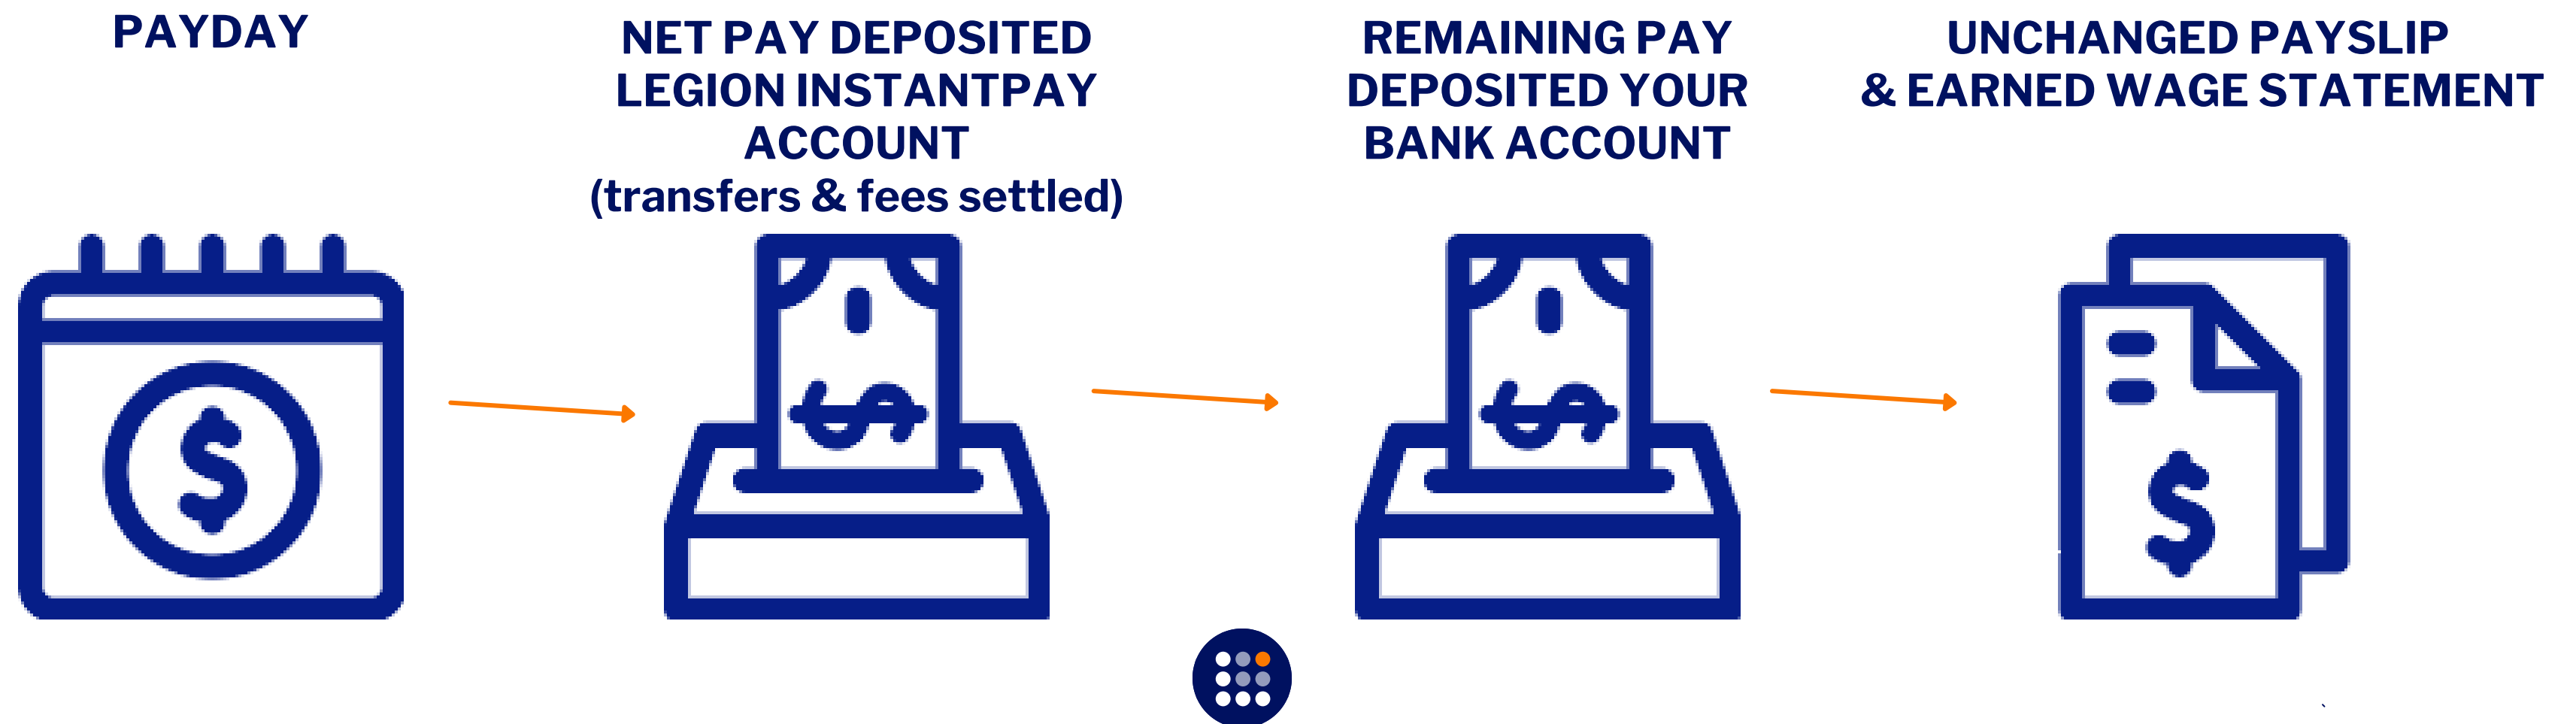 PAYDAY
NET PAY DEPOSITED
LEGION INSTANTPAY
ACCOUNT
(transfers & fees settled)
REMAINING PAY
DEPOSITED YOUR
BANK ACCOUNT
UNCHANGED PAYSLIP
& EARNED WAGE STATEMENT